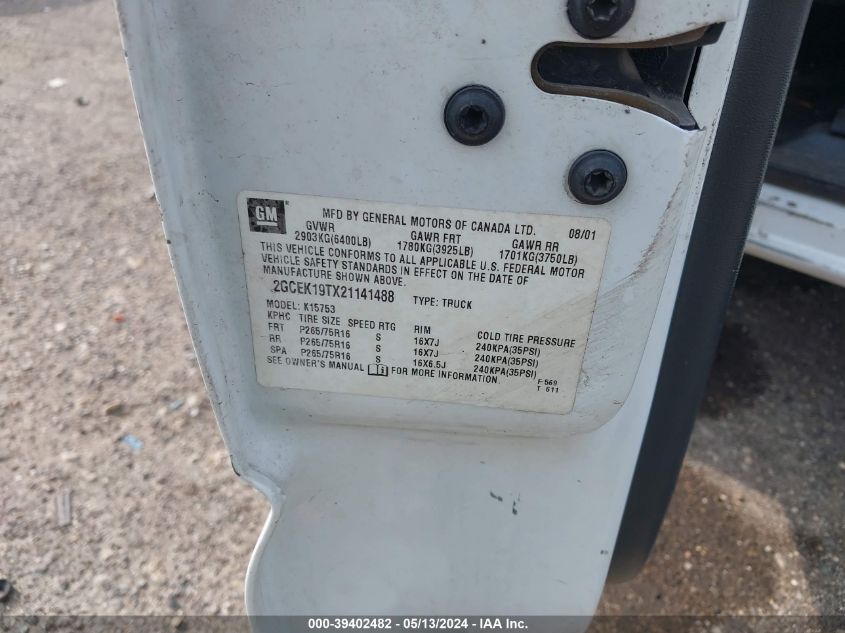 GM MFD BY GENERAL MOTORS OF CANADA LTD. 08/01
GVWR GAWR FRT GAWR RR
2903KG(6400LB) 1780KG(3925LB) 1701KG(3750LB)
THIS VEHICLE CONFORMS TO ALL APPLICABLE U.S. FEDERAL MOTOR
VEHICLE SAFETY STANDARDS IN EFFECT ON THE DATE OF
MANUFACTURE SHOWN ABOVE.
2GCEK19TX21141488 TYPE: TRUCK
MODEL: K15753
KPHC TIRE SIZE SPEED RTG RIM COLD TIRE PRESSURE
FRT P265/75R16 S 16X7J 240KPA(35PSI)
RR P265/75R16 S 16X7J 240KPA(35PSI)
SPA P265/75R16 S 16X6.5J 240KPA(35PSI)
SEE OWNER'S MANUAL FOR MORE INFORMATION.
F 569
T 511
000-39402482 - 05/13/2024 - IAA Inc.